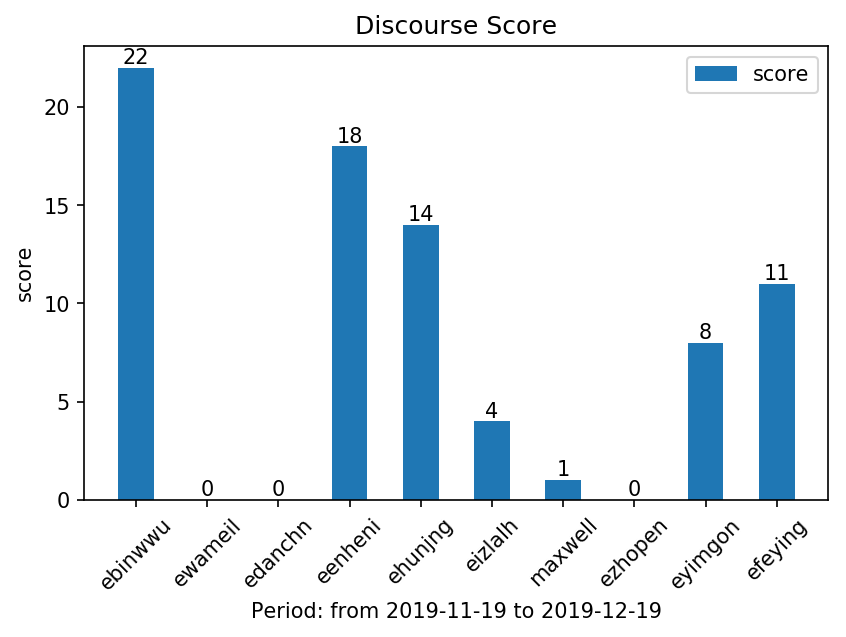 Discourse Score
score
22
0
0
18
14
4
1
0
8
11
20
15
10
5
0
score
ebinwwu
ewameil
edanchn
eenheni
ehunjng
eizlalh
maxwell
ezhopen
eyimgon
efeying
Period: from 2019-11-19 to 2019-12-19